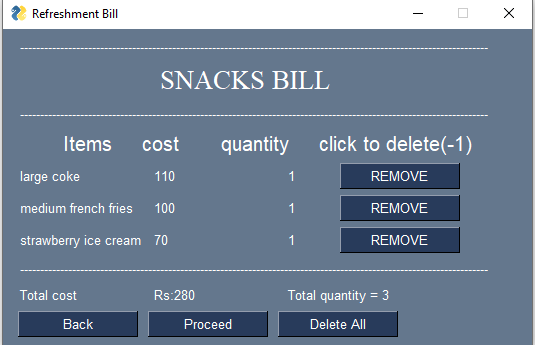 Refreshment Bill
SNACKS BILL
Items cost quantity click to delete(-1)
large coke 110 1 REMOVE
medium french fries 100 1 REMOVE
strawberry ice cream 70 1 REMOVE
Total cost Rs:280 Total quantity = 3
Back Proceed Delete All